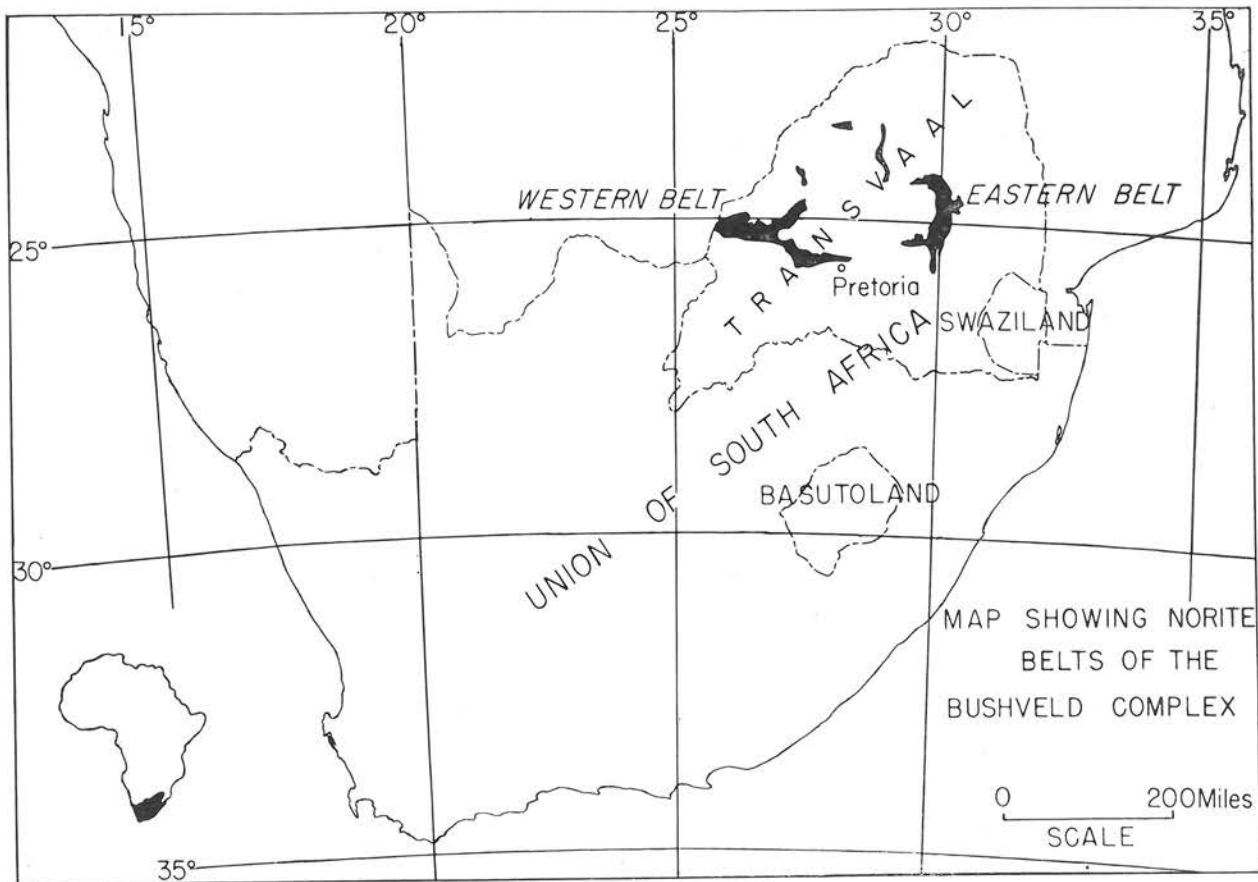 15° 20° 25° 30° 35°
TRANSVAAL
WESTERN BELT
EASTERN BELT
25°
Pretoria
SWAZILAND
UNION OF SOUTH AFRICA
BASUTOLAND
30°
MAP SHOWING NORITE
BELTS OF THE
BUSHVELD COMPLEX
0 200Miles
SCALE
35°